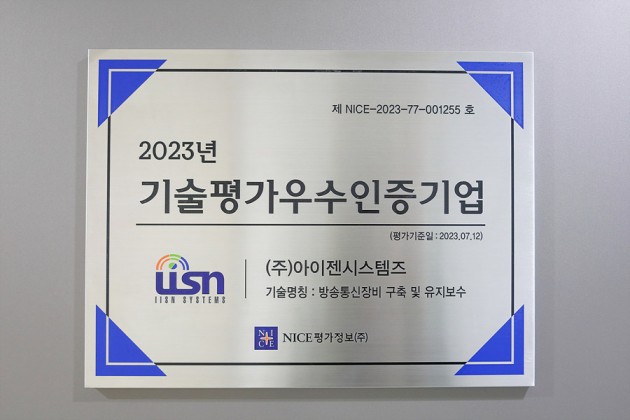 제 NICE-2023-77-001255 호
2023년
기술평가우수인증기업
(평가기준일 : 2023.07.12)
iisn
IISN SYSTEMS
(주)아이젠시스템즈
기술명칭 : 방송통신장비 구축 및 유지보수
NICE
NICE평가정보(주)